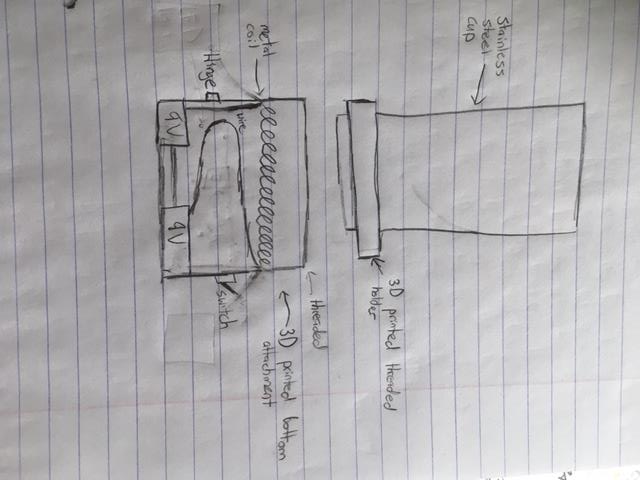 Stainless
steel
cup
3D printed threaded
holder
metal
coil
threaded
3D printed bottom
attachment
Hinge
wire
switch
9V
9V